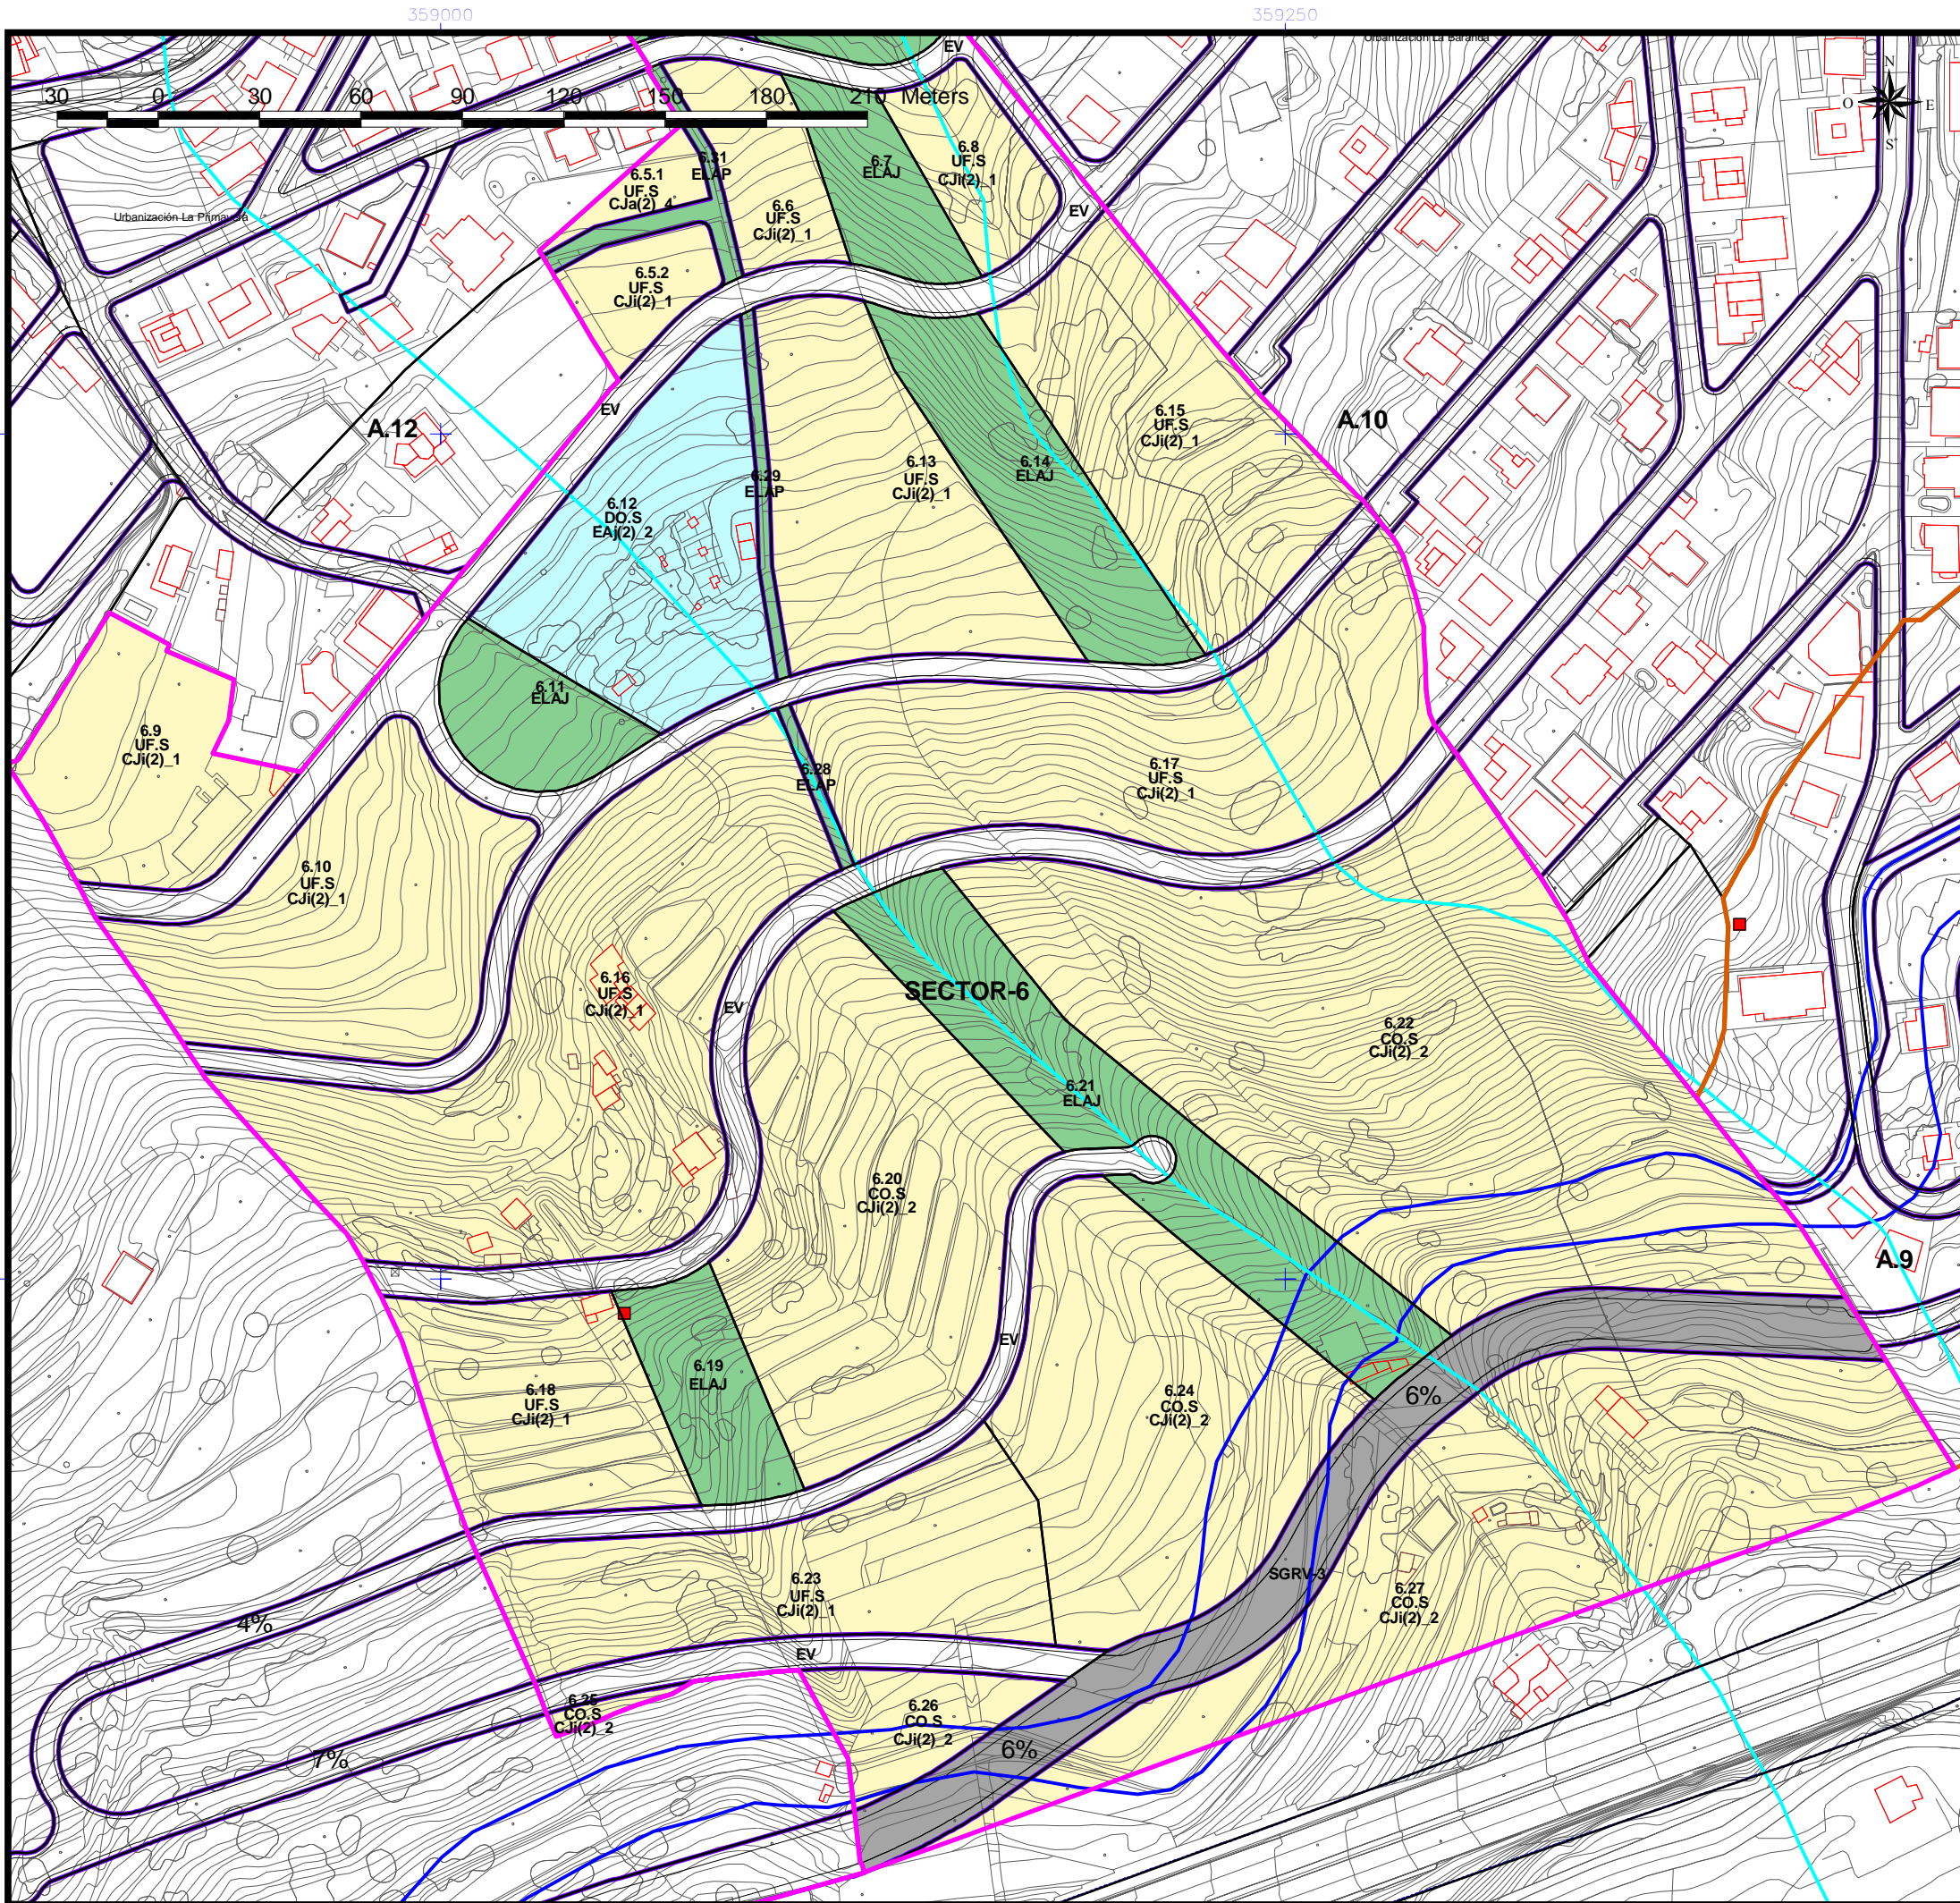 359000
359250
EV
Urbanización La Baranda
30 0 30 60 90 120 150 180 210 Meters
N
O E
S
6.31
ELAP
6.5.1
UF.S
CJa(2)_4
6.7
ELAJ
6.8
UF.S
CJi(2)_1
Urbanización La Primavera
6.6
UF.S
CJi(2)_1
EV
6.5.2
UF.S
CJi(2)_1
EV
A.12
A.10
6.15
UF.S
CJi(2)_1
6.29
ELAP
6.13
UF.S
CJi(2)_1
6.14
ELAJ
6.12
DO.S
EAj(2)_2
6.11
ELAJ
6.9
UF.S
CJi(2)_1
6.28
ELAP
6.17
UF.S
CJi(2)_1
6.10
UF.S
CJi(2)_1
6.16
UF.S
CJi(2)_1
EV
SECTOR-6
6.22
CO.S
CJi(2)_2
6.21
ELAJ
6.20
CO.S
CJi(2)_2
A.9
EV
6.19
ELAJ
6.18
UF.S
CJi(2)_1
6.24
CO.S
CJi(2)_2
6%
SGRV-3
6.23
UF.S
CJi(2)_1
6.27
CO.S
CJi(2)_2
4%
EV
6.25
CO.S
CJi(2)_2
6.26
CO.S
CJi(2)_2
6%
7%